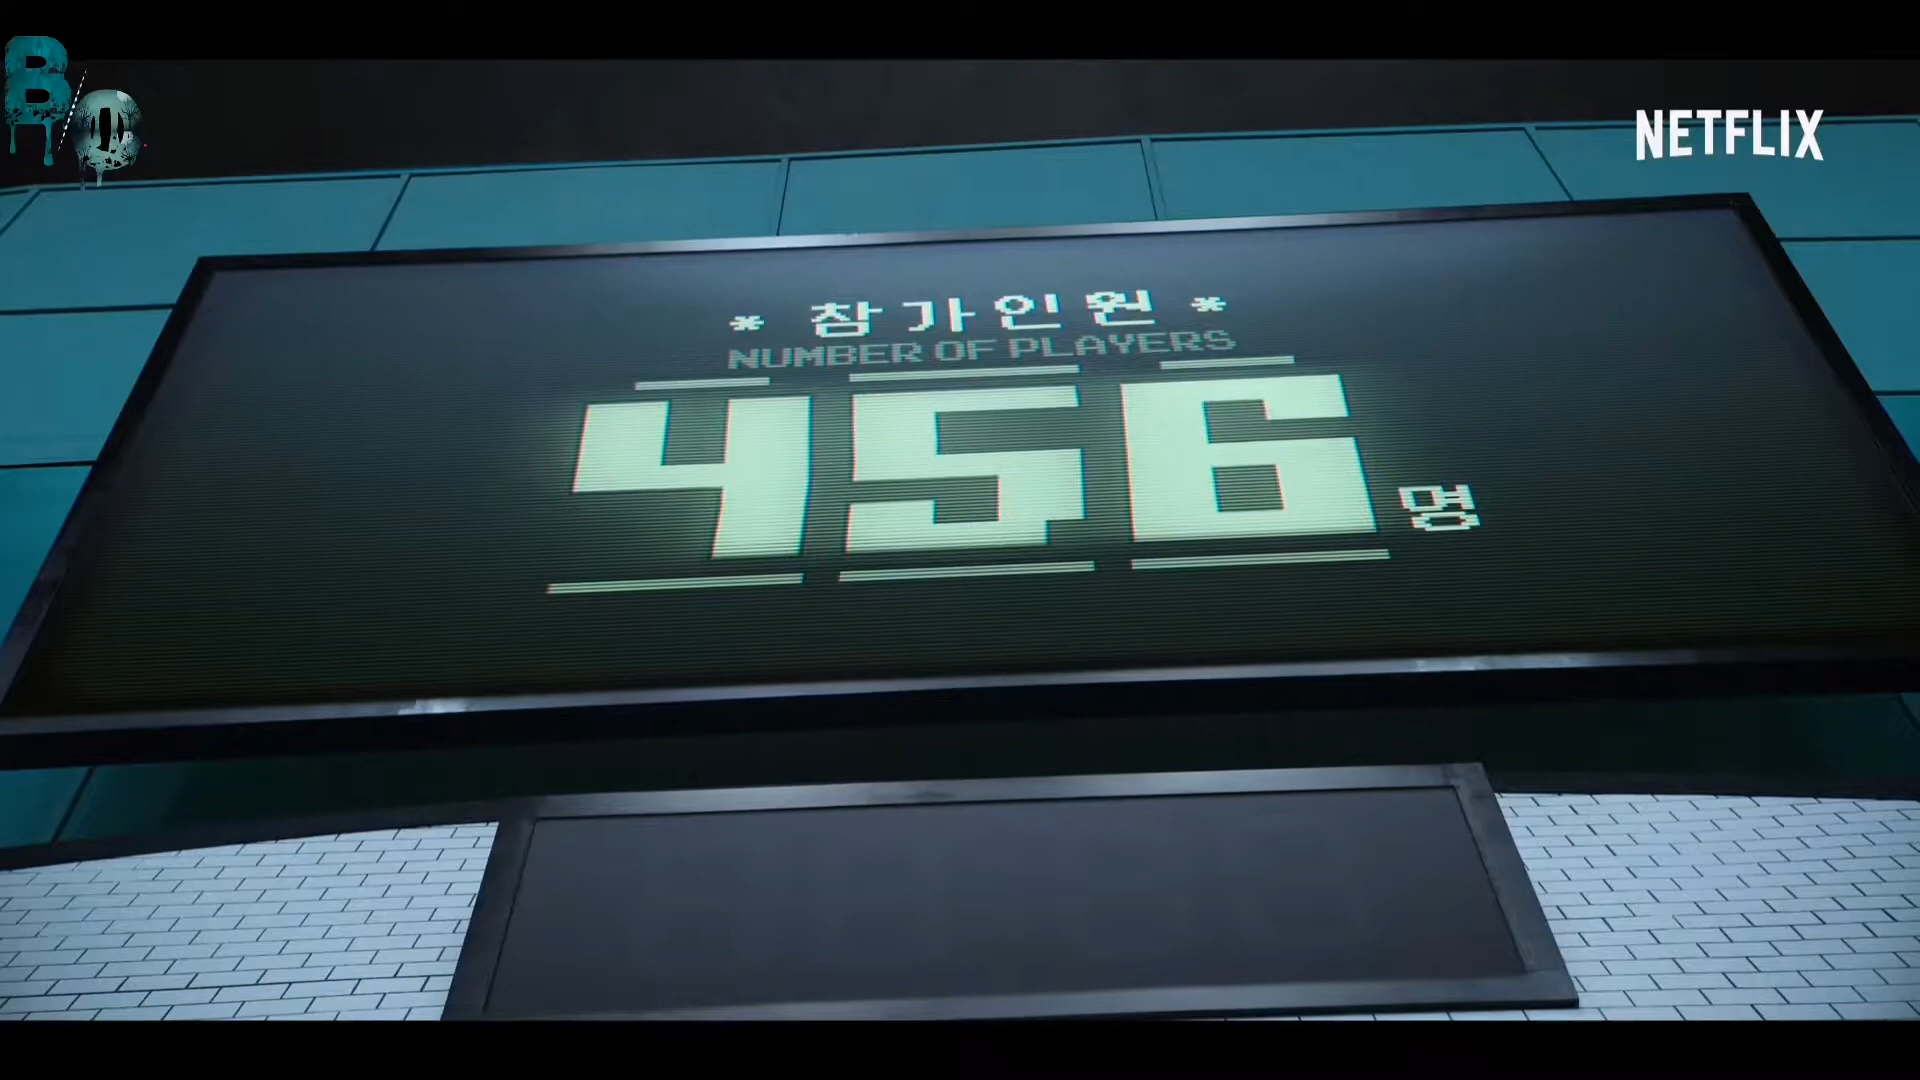 B/O
NETFLIX
* 참가인원 *
NUMBER OF PLAYERS
456명